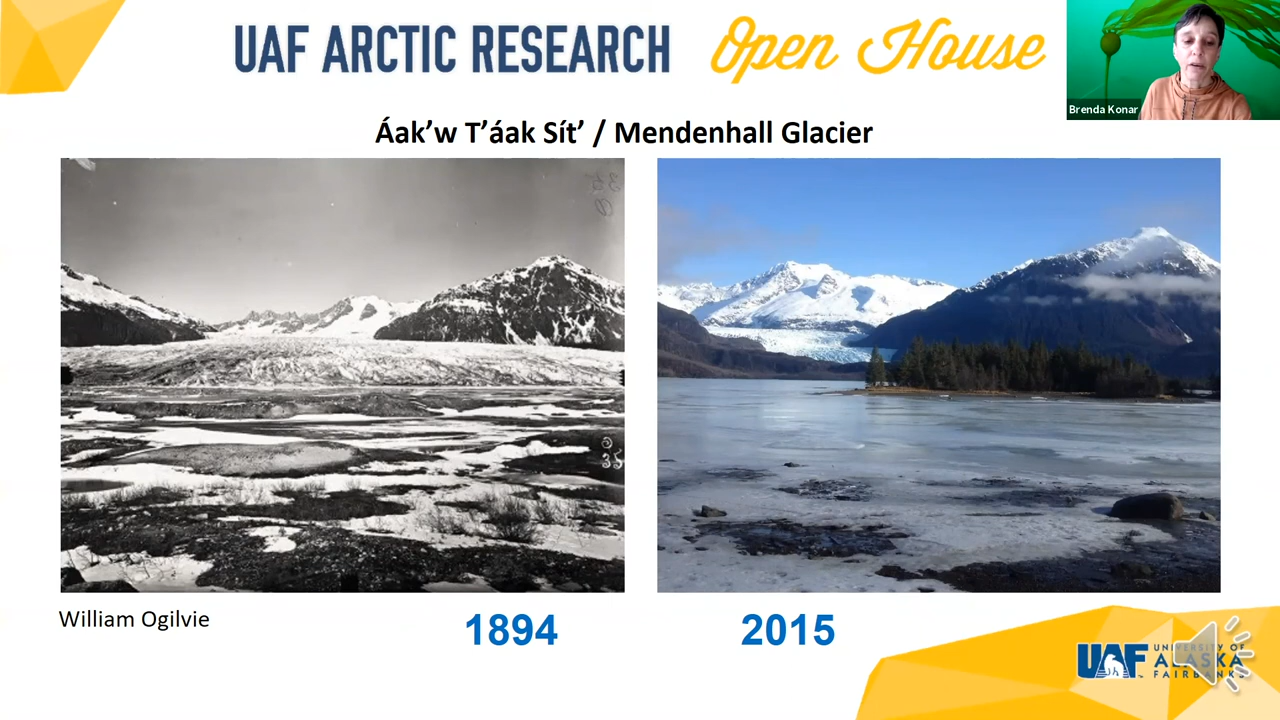 UAF ARCTIC RESEARCH Open House
Brenda Konar
Áak’w T’áak Sít’ / Mendenhall Glacier
35
William Ogilvie
1894
2015
UAF UNIVERSITY OF
ALASKA
FAIRBANKS